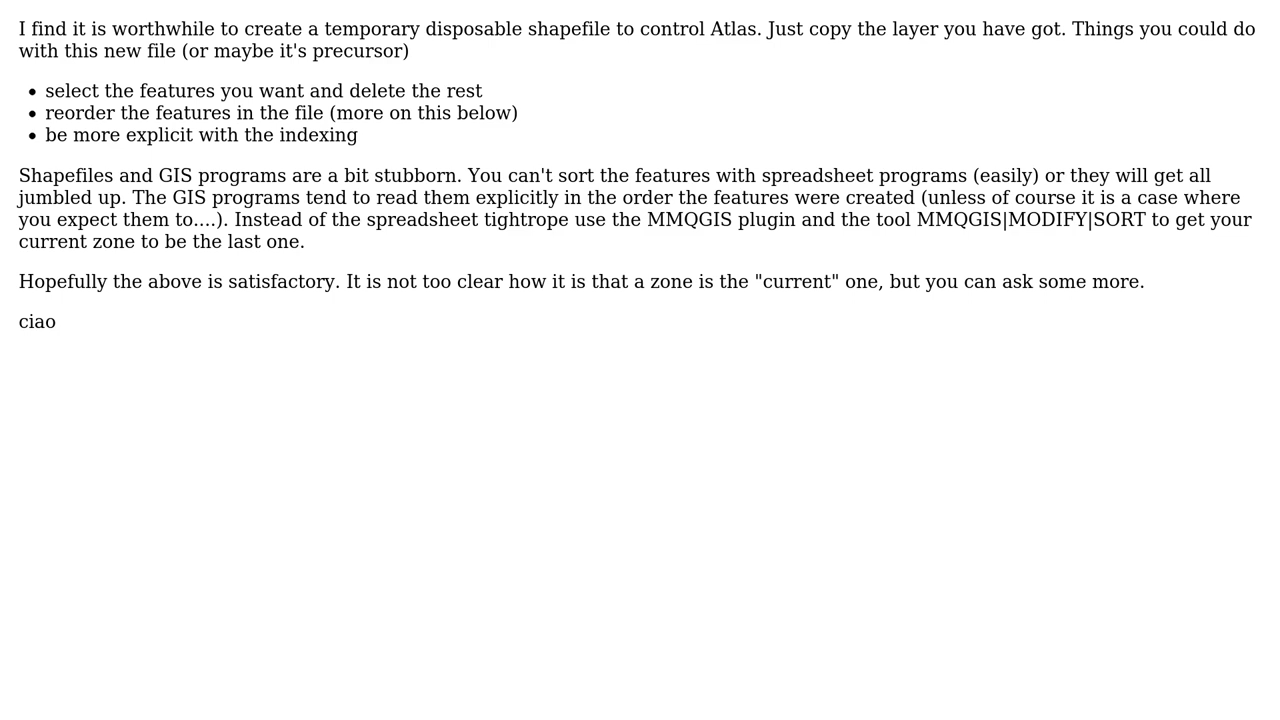 I find it is worthwhile to create a temporary disposable shapefile to control Atlas. Just copy the layer you have got. Things you could do
with this new file (or maybe it's precursor)
• select the features you want and delete the rest
• reorder the features in the file (more on this below)
• be more explicit with the indexing
Shapefiles and GIS programs are a bit stubborn. You can't sort the features with spreadsheet programs (easily) or they will get all
jumbled up. The GIS programs tend to read them explicitly in the order the features were created (unless of course it is a case where
you expect them to....). Instead of the spreadsheet tightrope use the MMQGIS plugin and the tool MMQGIS|MODIFY|SORT to get your
current zone to be the last one.
Hopefully the above is satisfactory. It is not too clear how it is that a zone is the "current" one, but you can ask some more.
ciao